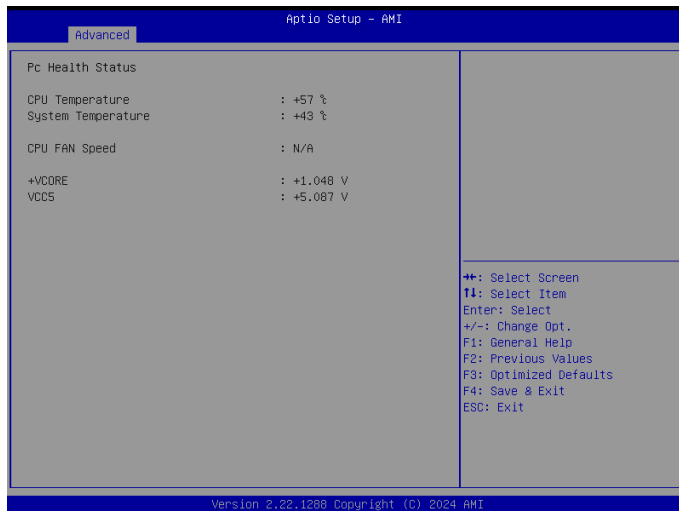 Aptio Setup – AMI
Advanced
Pc Health Status
CPU Temperature : +57 %
System Temperature : +43 %
CPU FAN Speed : N/A
+VCORE : +1.048 V
VCC5 : +5.087 V
→←: Select Screen
↑↓: Select Item
Enter: Select
+/-: Change Opt.
F1: General Help
F2: Previous Values
F3: Optimized Defaults
F4: Save & Exit
ESC: Exit
Version 2.22.1288 Copyright (C) 2024 AMI